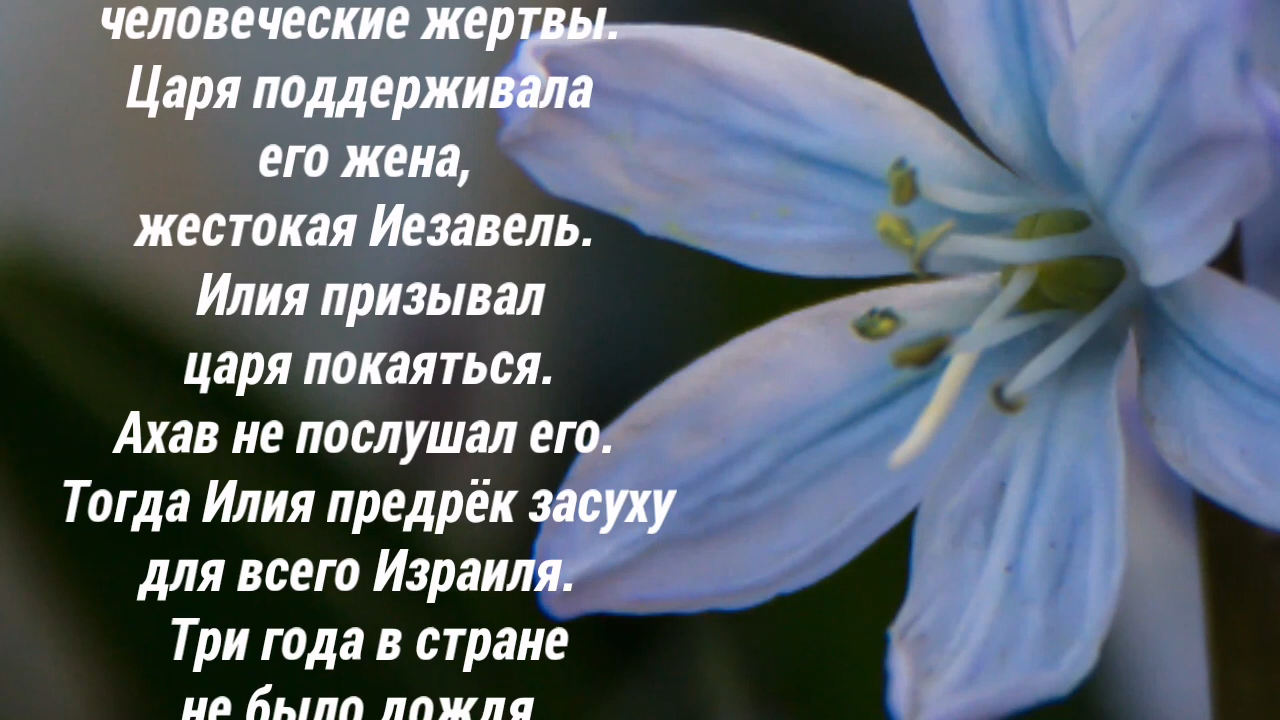 человеческие жертвы.
Царя поддерживала
его жена,
жестокая Иезавель.
Илия призывал
царя покаяться.
Ахав не послушал его.
Тогда Илия предрёк засуху
для всего Израиля.
Три года в стране
не было дождя